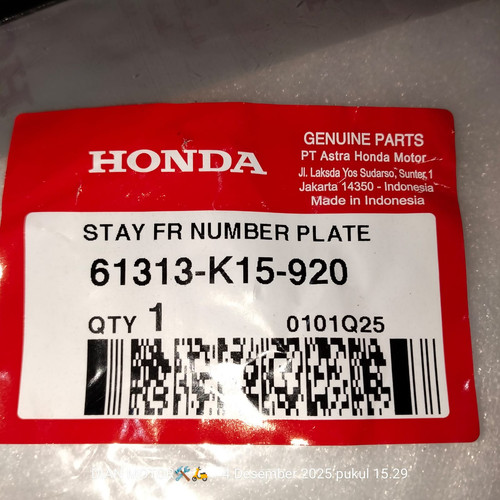 HONDA
GENUINE PARTS
PT Astra Honda Motor
Jl. Laksda Yos Sudarso, Sunter 1
Jakarta 14350 - Indonesia
Made in Indonesia
STAY FR NUMBER PLATE
61313-K15-920
QTY 1
0101Q25
Desember 2025 pukul 15.29